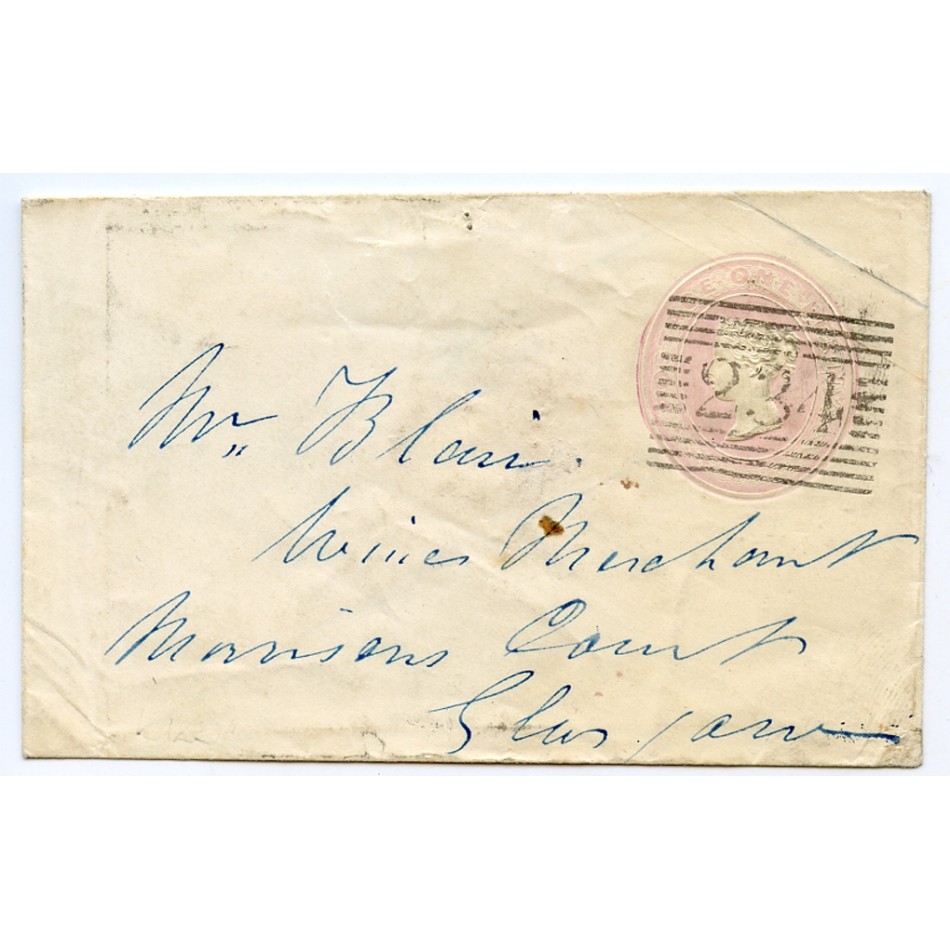 Mr„ Blair.
Wines Merchant
Morrisons Court
Glasgow